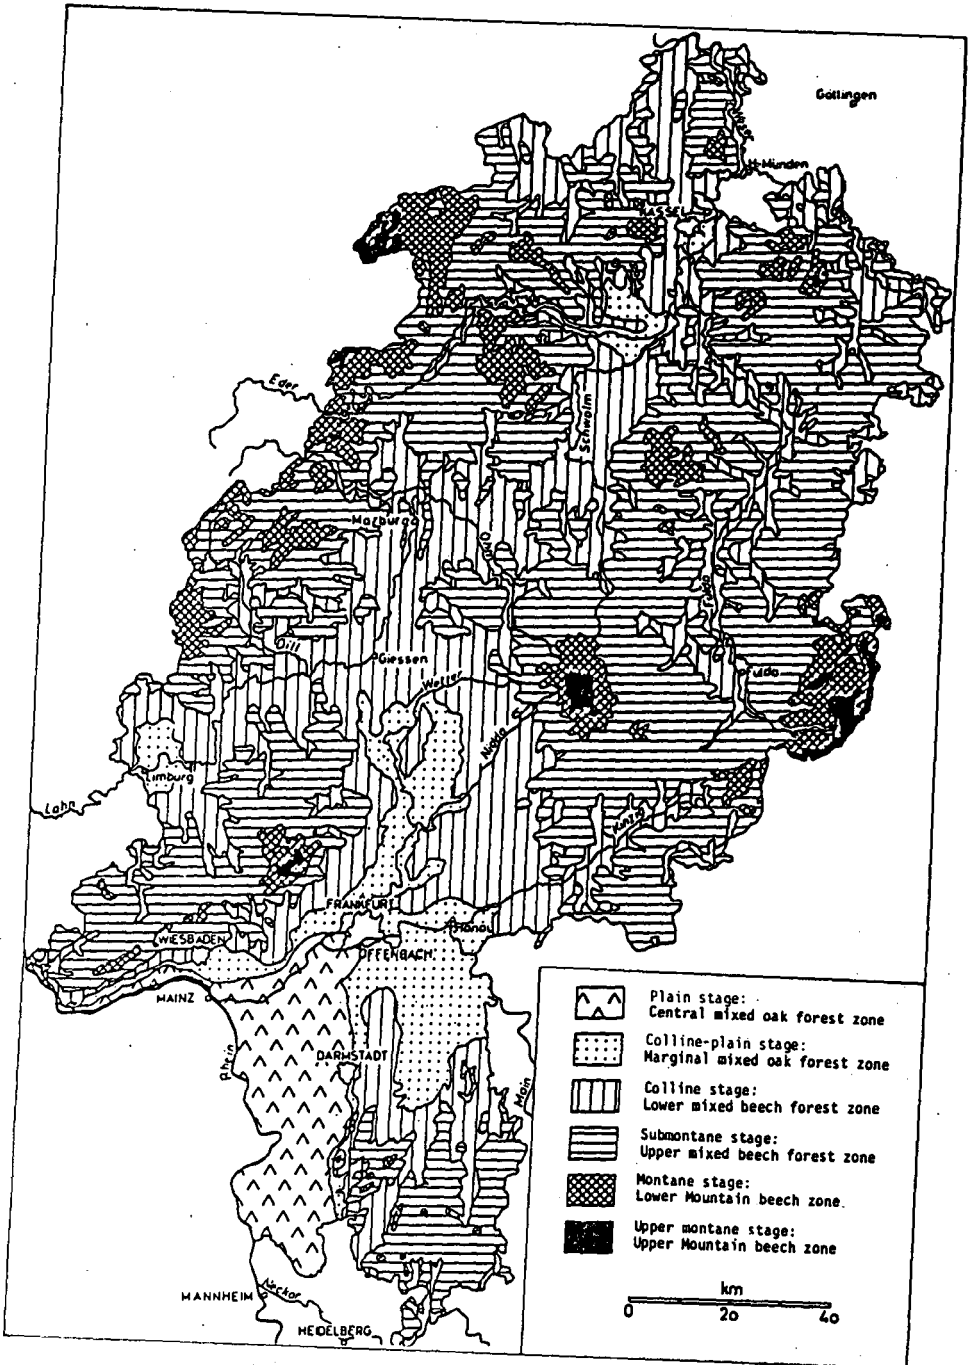 Göttingen
Weser
H-Münden
KASSEL
Eder
Schwalm
Marburg
Ohm
Fulda
Dill
Giessen
Wetter
Fulda
Nidda
Limburg
Lahn
Kinzig
FRANKFURT
Hanau
WIESBADEN
OFFENBACH
MAINZ
DARMSTADT
Rhein
Main
MANNHEIM
Neckar
HEIDELBERG
Plain stage:
Central mixed oak forest zone
Colline-plain stage:
Marginal mixed oak forest zone
Colline stage:
Lower mixed beech forest zone
Submontane stage:
Upper mixed beech forest zone
Montane stage:
Lower Mountain beech zone.
Upper montane stage:
Upper Mountain beech zone
km
0 20 40